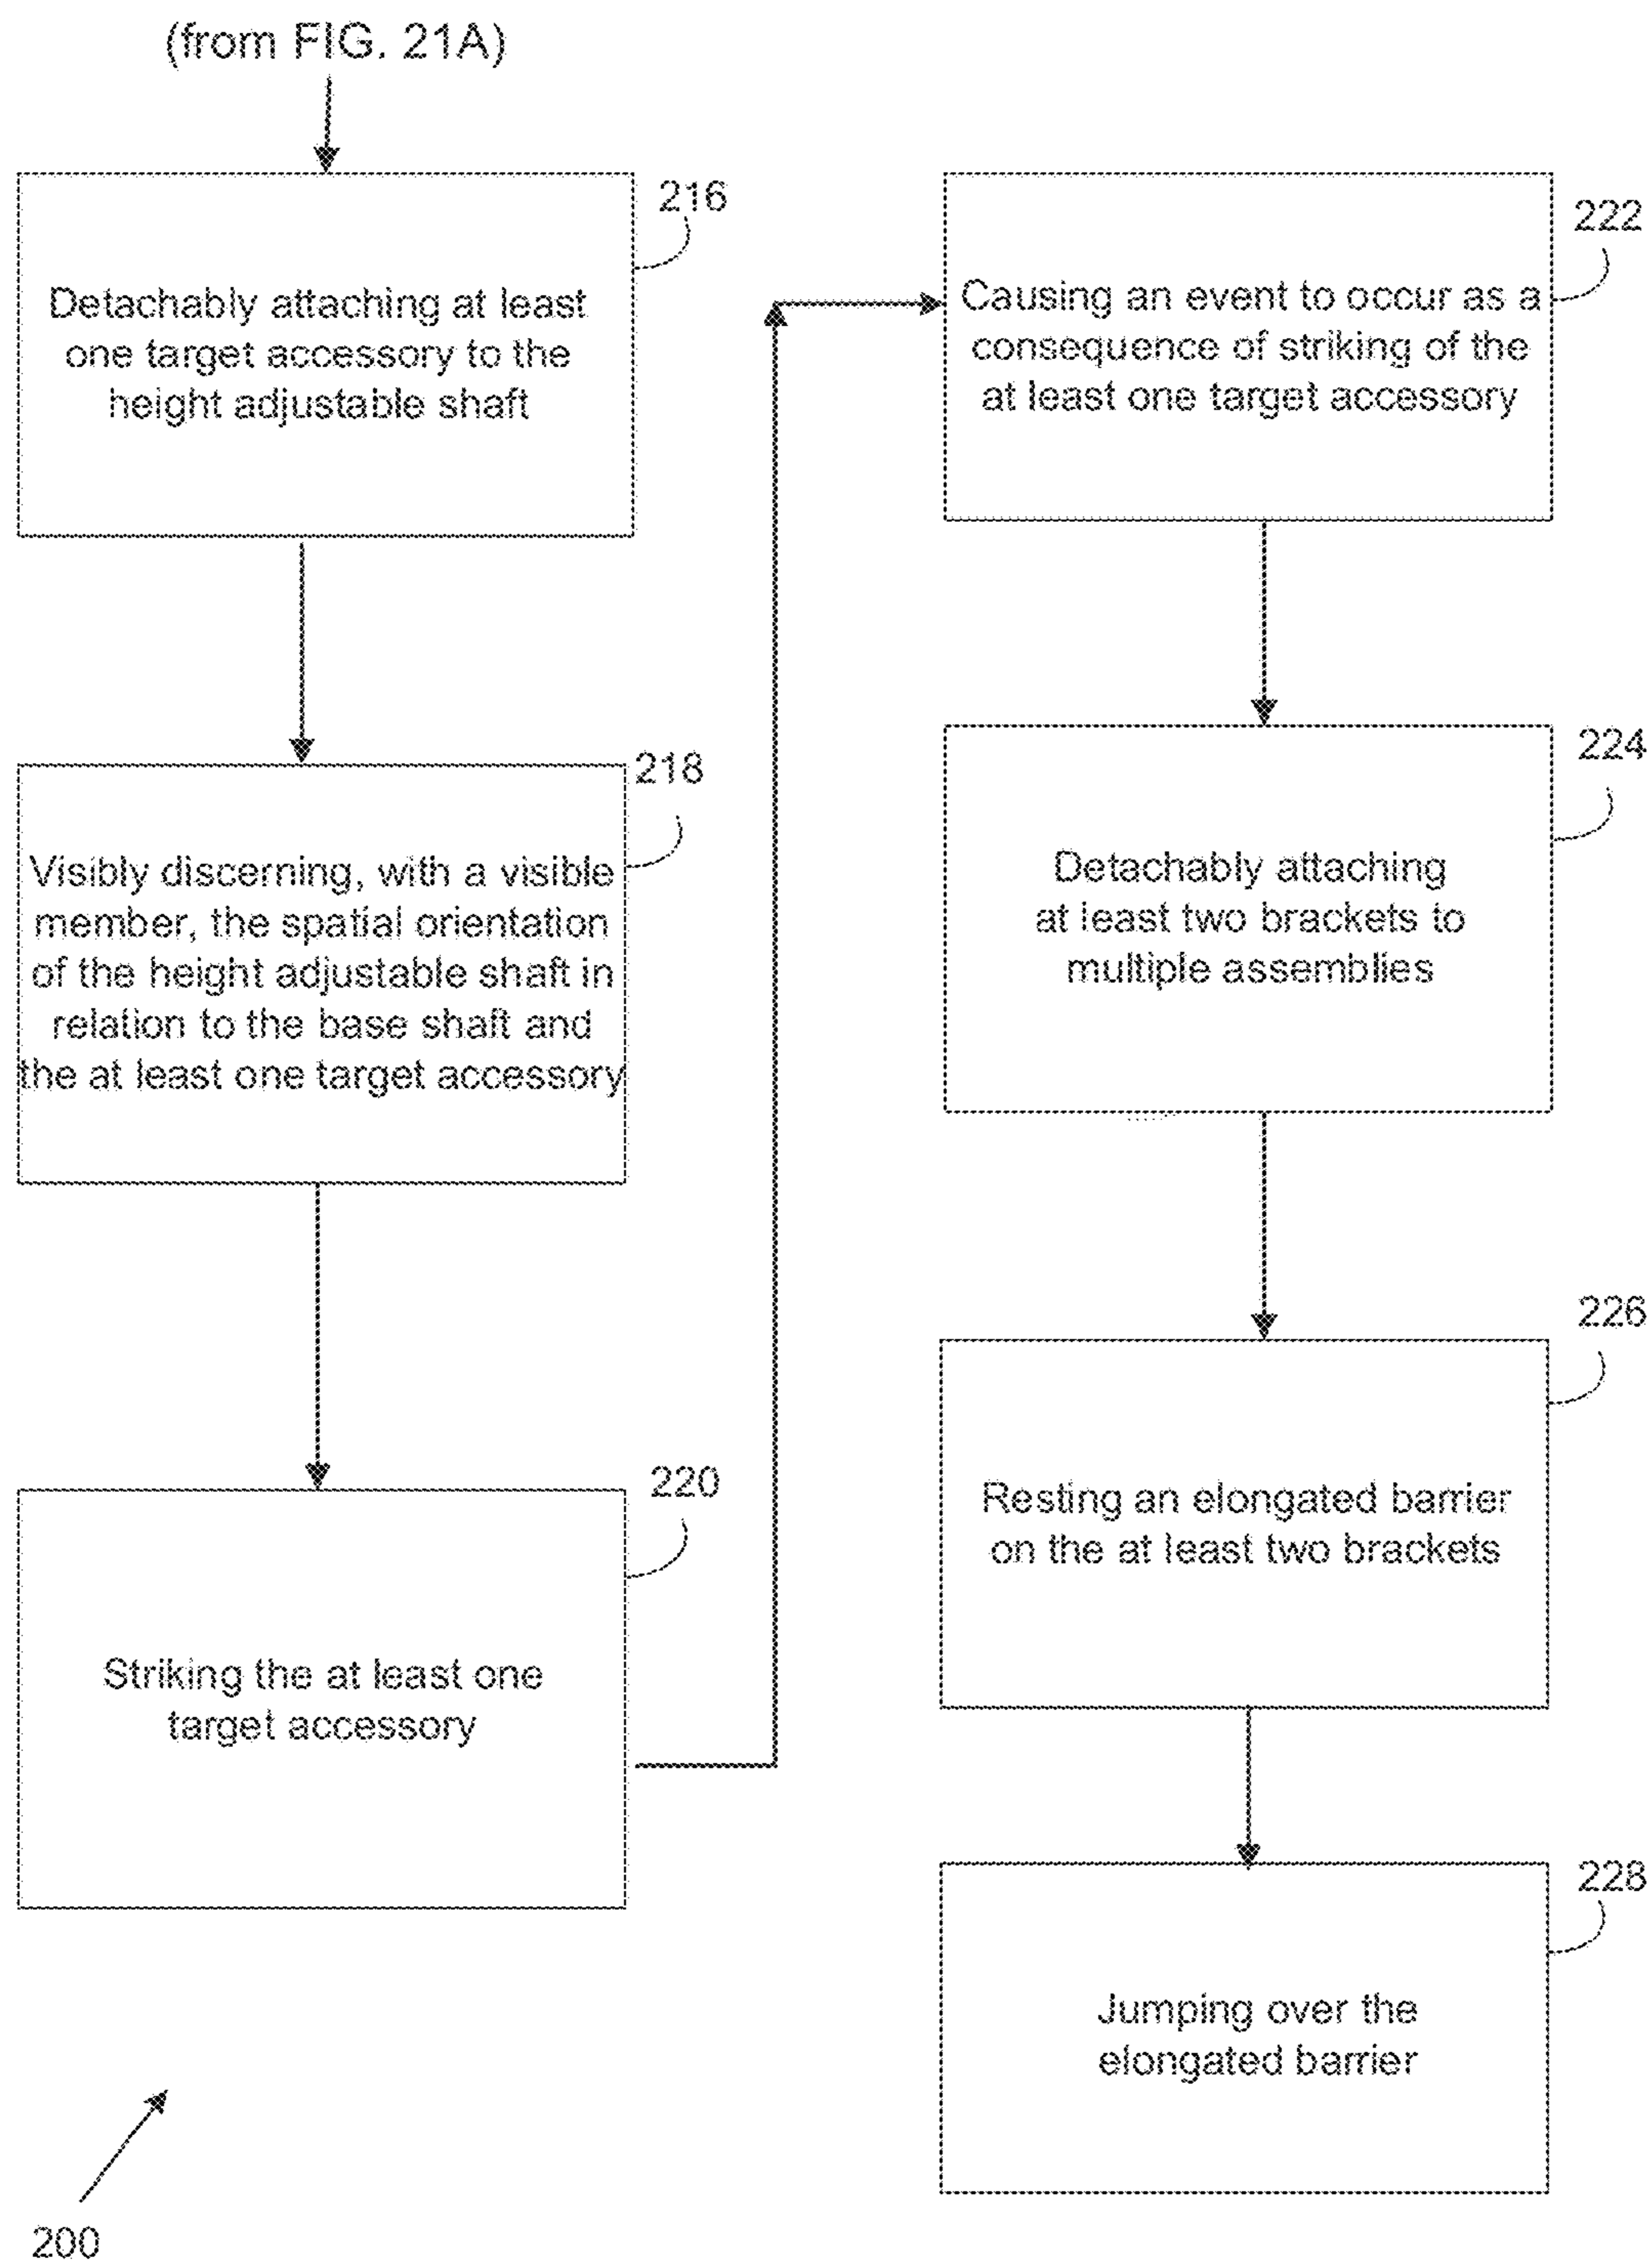 (from FIG. 21A)
216
Detachably attaching at least
one target accessory to the
height adjustable shaft
218
Visibly discerning, with a visible
member, the spatial orientation
of the height adjustable shaft in
relation to the base shaft and
the at least one target accessory
220
Striking the at least one
target accessory
222
Causing an event to occur as a
consequence of striking of the
at least one target accessory
224
Detachably attaching
at least two brackets to
multiple assemblies
226
Resting an elongated barrier
on the at least two brackets
228
Jumping over the
elongated barrier
200